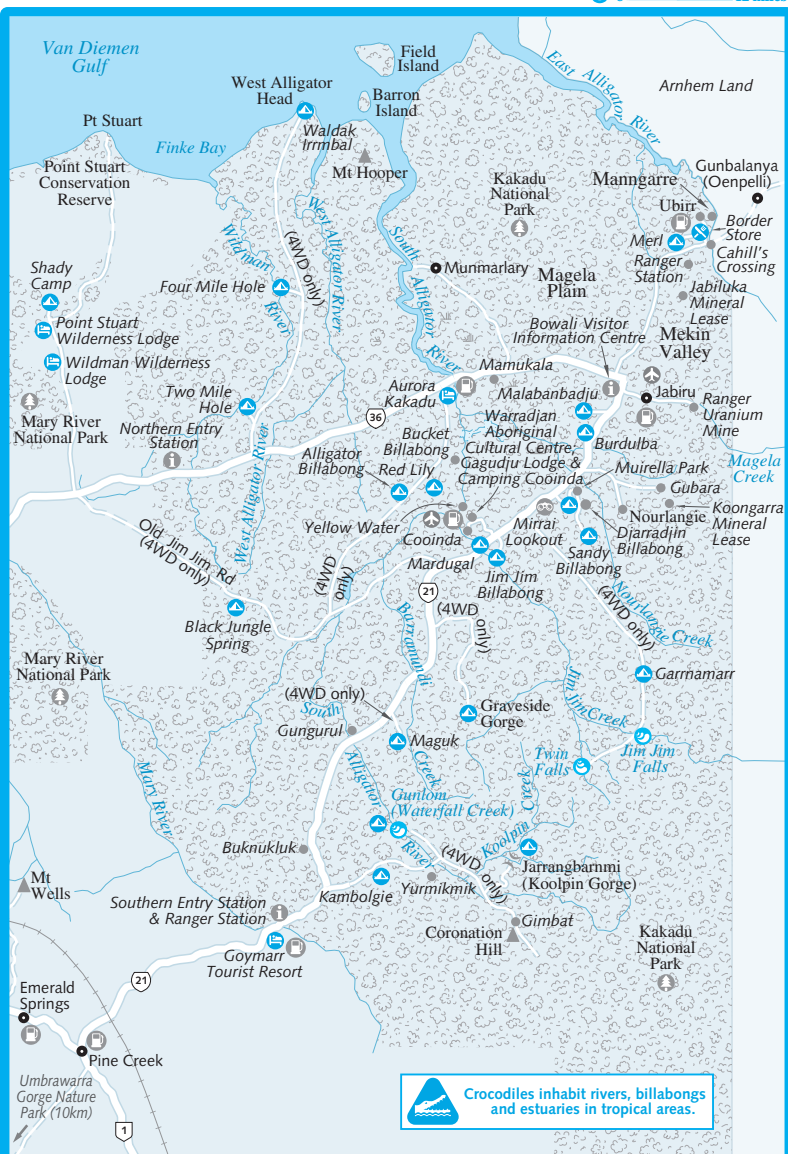 Van Diemen
Gulf
Field
Island
West Alligator
Head
Barron
Island
East Alligator
River
Arnhem Land
Pt Stuart
Finke Bay
Waldak
Irrmbal
Mt Hooper
Point Stuart
Conservation
Reserve
Kakadu
National
Park
Manngarre
Gunbalanya
(Oenpelli)
Ubirr
Border
Store
Merl
Cahill's
Crossing
Ranger
Station
Wildman
River
(4WD only)
West Alligator River
South
Alligator
River
Munmarlary
Magela
Plain
Jabiluka
Mineral
Lease
Shady
Camp
Four Mile Hole
Point Stuart
Wilderness Lodge
Bowali Visitor
Information Centre
Mekin
Valley
Wildman Wilderness
Lodge
Mamukala
Aurora
Kakadu
Malabanbadju
Jabiru
Ranger
Uranium
Mine
Two Mile
Hole
36
Mary River
National Park
Northern Entry
Station
Bucket
Billabong
Warradjan
Aboriginal
Cultural Centre,
Gagudju Lodge &
Camping Cooinda
Burdulba
Alligator
Billabong
Red Lily
Muirella Park
Magela
Creek
Gubara
West Alligator River
Yellow Water
Cooinda
Mirrai
Lookout
Nourlangie
Koongarra
Mineral
Lease
Djarradjin
Billabong
Old Jim Jim Rd
(4WD only)
(4WD
only)
Mardugal
Jim Jim
Billabong
Sandy
Billabong
21
(4WD
only)
Barramundi
Creek
(4WD only)
Nourlangie Creek
Black Jungle
Spring
Mary River
National Park
Garnamarr
Jim
Jim Creek
(4WD only)
South
Alligator
River
Graveside
Gorge
Gungurul
Maguk
Twin
Falls
Jim Jim
Falls
Mary River
Gunlom
(Waterfall Creek)
Koolpin Creek
Buknukluk
(4WD only)
Jarrangbarnmi
(Koolpin Gorge)
Mt
Wells
Kambolgie
Yurmikmik
Southern Entry Station
& Ranger Station
Gimbat
Coronation
Hill
Kakadu
National
Park
Goymarr
Tourist Resort
21
Emerald
Springs
Pine Creek
Umbrawarra
Gorge Nature
Park (10km)
1
Crocodiles inhabit rivers, billabongs
and estuaries in tropical areas.